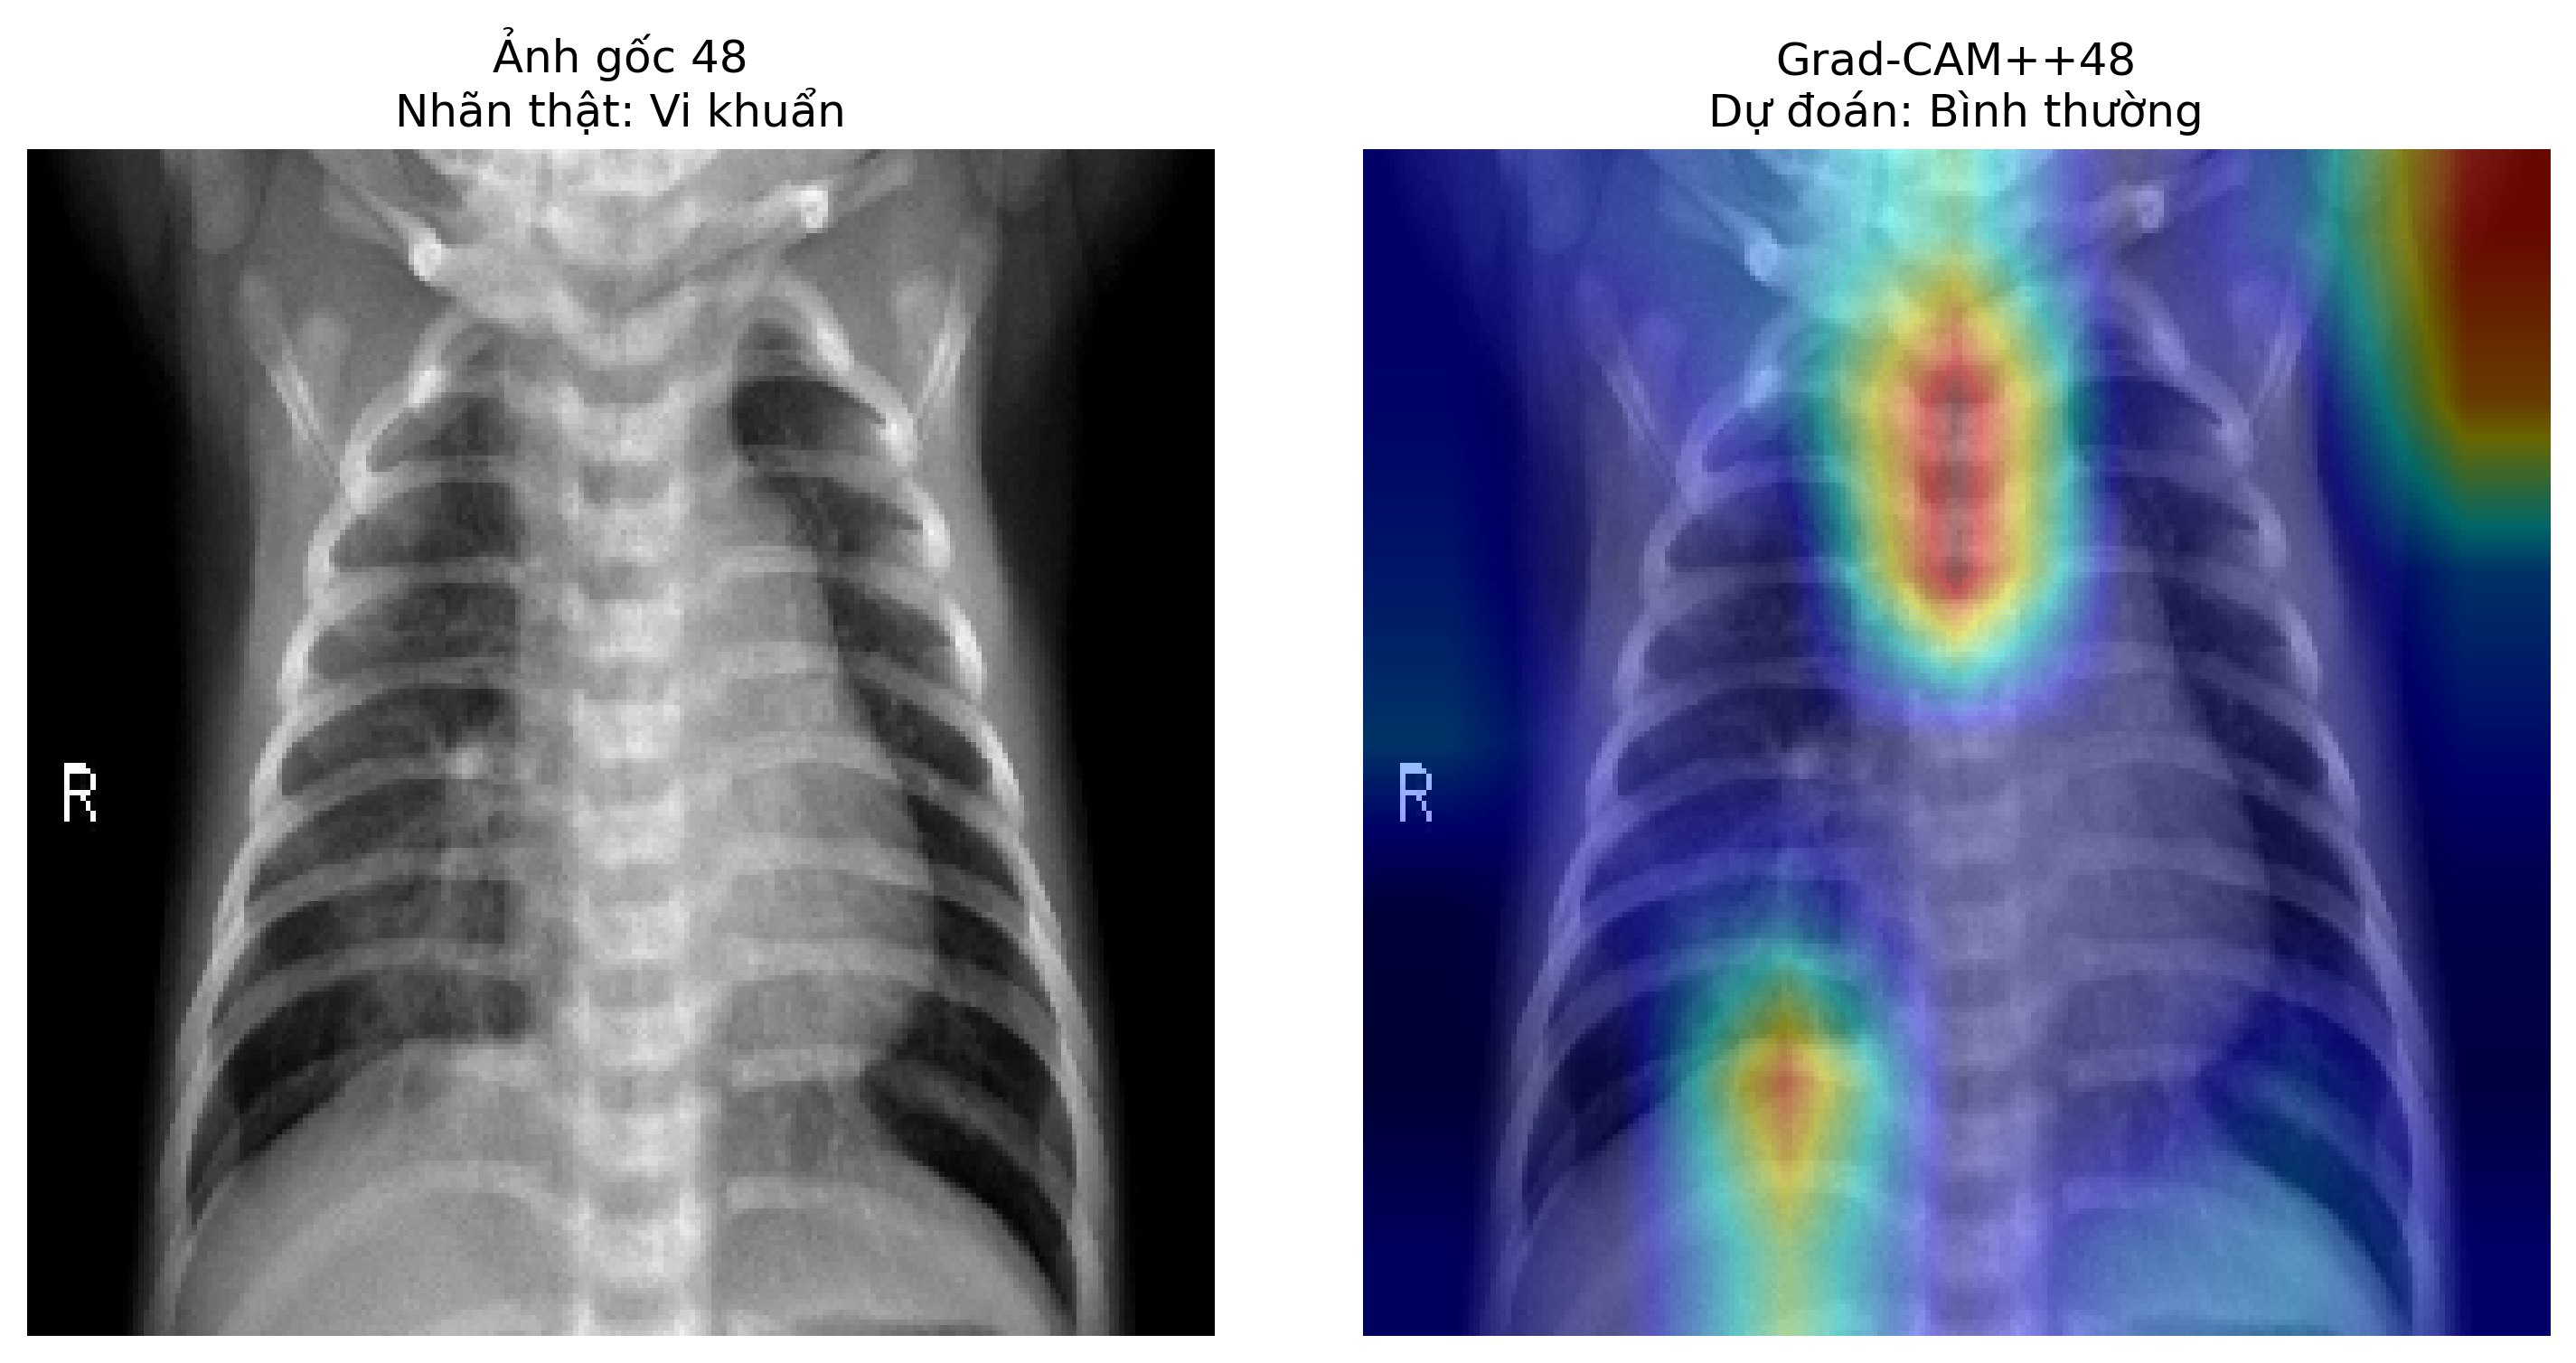 Ảnh gốc 48
Nhãn thật: Vi khuẩn
Grad-CAM++48
Dự đoán: Bình thường
R
R